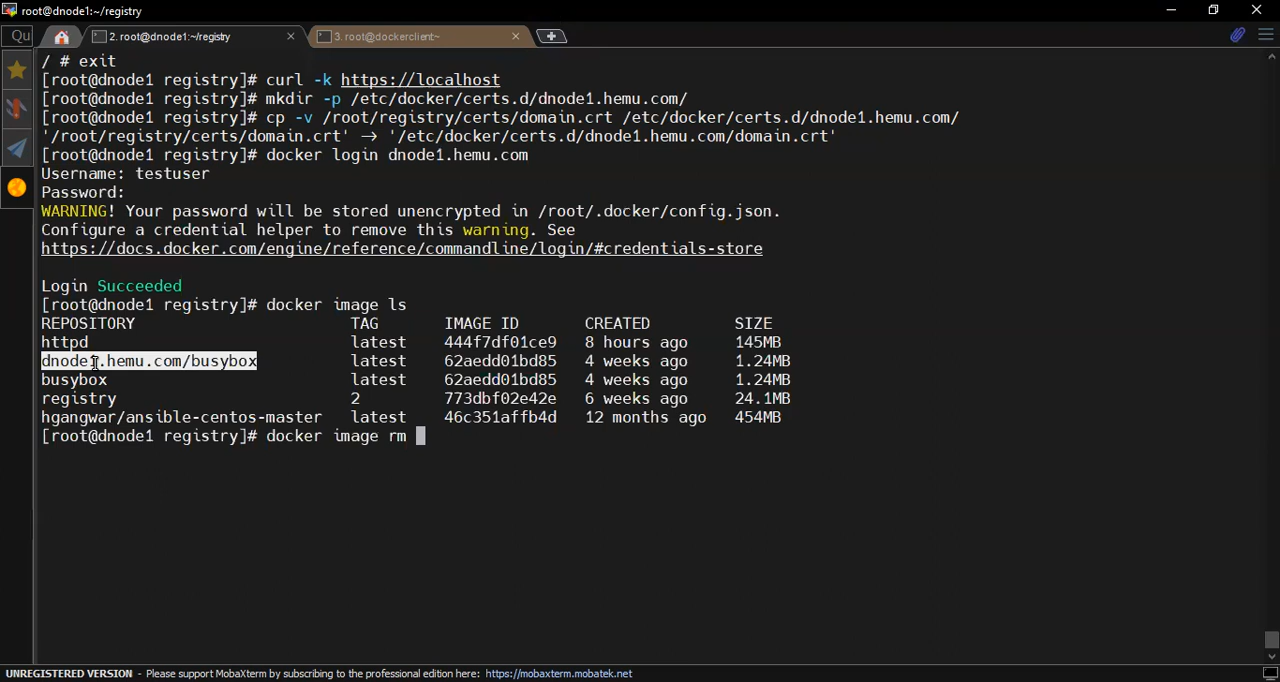 root@dnode1:~/registry
Qu
2. root@dnode1:~/registry
3. root@dockerclient~
/ # exit
[root@dnode1 registry]# curl -k https://localhost
[root@dnode1 registry]# mkdir -p /etc/docker/certs.d/dnode1.hemu.com/
[root@dnode1 registry]# cp -v /root/registry/certs/domain.crt /etc/docker/certs.d/dnode1.hemu.com/
'/root/registry/certs/domain.crt' → '/etc/docker/certs.d/dnode1.hemu.com/domain.crt'
[root@dnode1 registry]# docker login dnode1.hemu.com
Username: testuser
Password:
WARNING! Your password will be stored unencrypted in /root/.docker/config.json.
Configure a credential helper to remove this warning. See
https://docs.docker.com/engine/reference/commandline/login/#credentials-store
Login Succeeded
[root@dnode1 registry]# docker image ls
REPOSITORY TAG IMAGE ID CREATED SIZE
httpd latest 444f7df01ce9 8 hours ago 145MB
dnode1.hemu.com/busybox latest 62aedd01bd85 4 weeks ago 1.24MB
busybox latest 62aedd01bd85 4 weeks ago 1.24MB
registry 2 773dbf02e42e 6 weeks ago 24.1MB
hgangwar/ansible-centos-master latest 46c351affb4d 12 months ago 454MB
[root@dnode1 registry]# docker image rm
UNREGISTERED VERSION - Please support MobaXterm by subscribing to the professional edition here: https://mobaxterm.mobatek.net